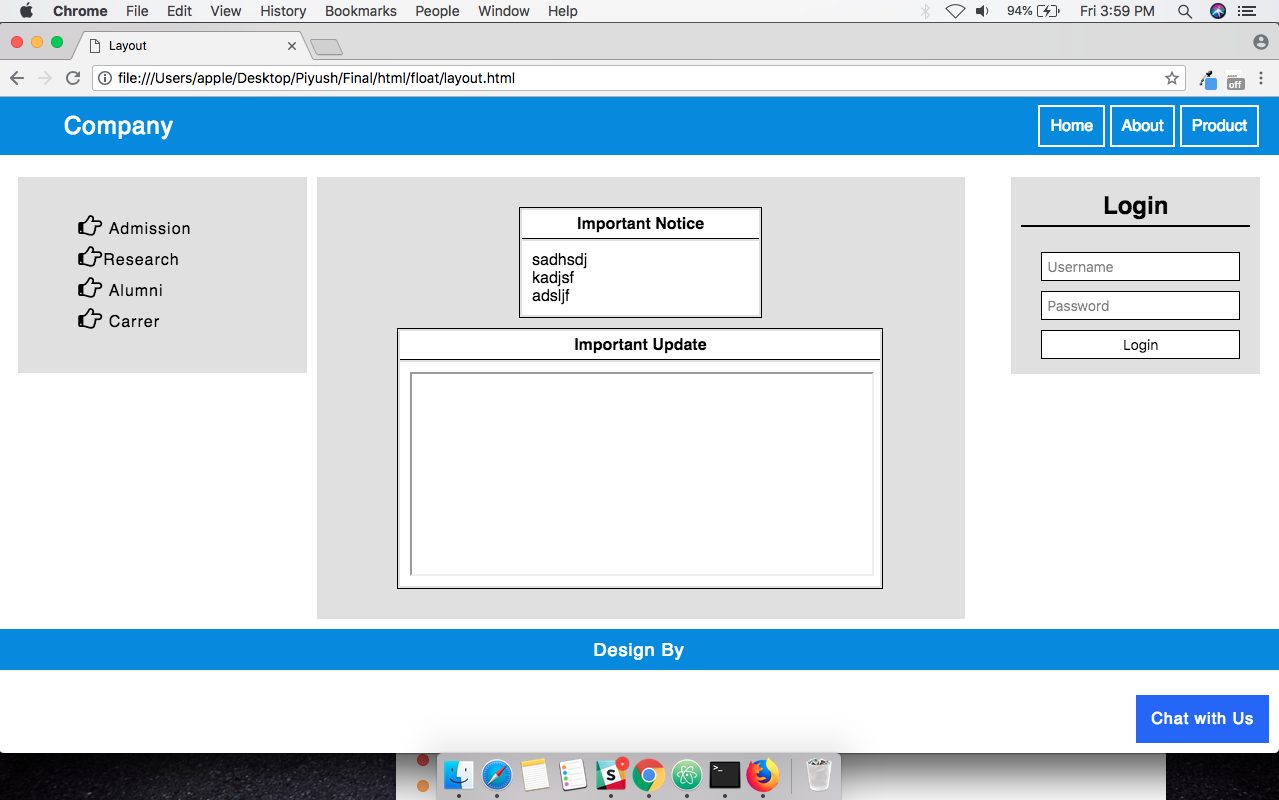 Chrome File Edit View History Bookmarks People Window Help 94% Fri 3:59 PM
Layout
file:///Users/apple/Desktop/Piyush/Final/html/float/layout.html
off
Company
Home About Product
Admission
Research
Alumni
Carrer
Important Notice
sadhsdj
kadjsf
adsljf
Important Update
Login
Username
Password
Login
Design By
Chat with Us
S
>_